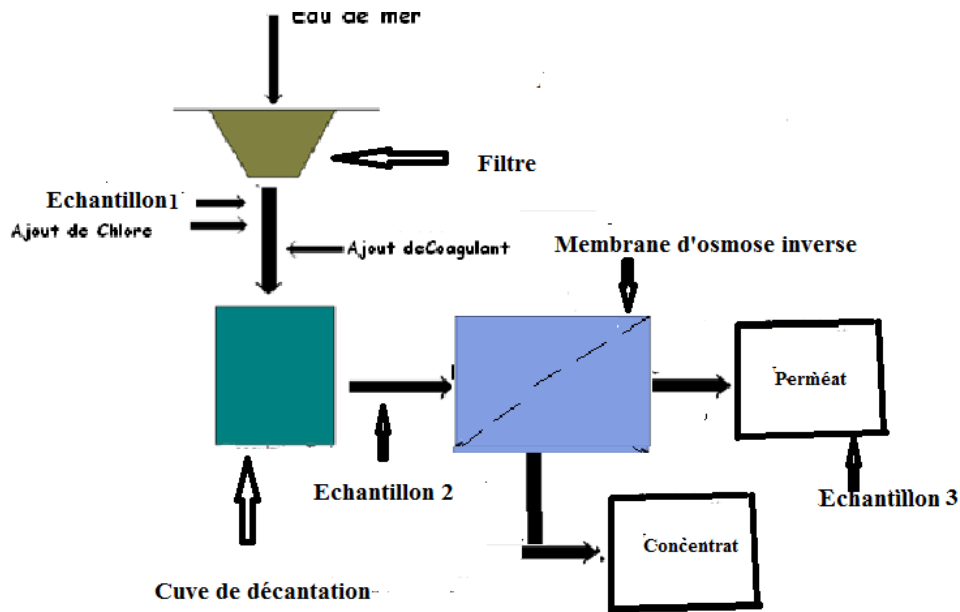 Eau de mer
Filtre
Echantillon1
Ajout de Chlore
Ajout deCoagulant
Membrane d'osmose inverse
Perméat
Echantillon 2
Echantillon 3
Concentrat
Cuve de décantation